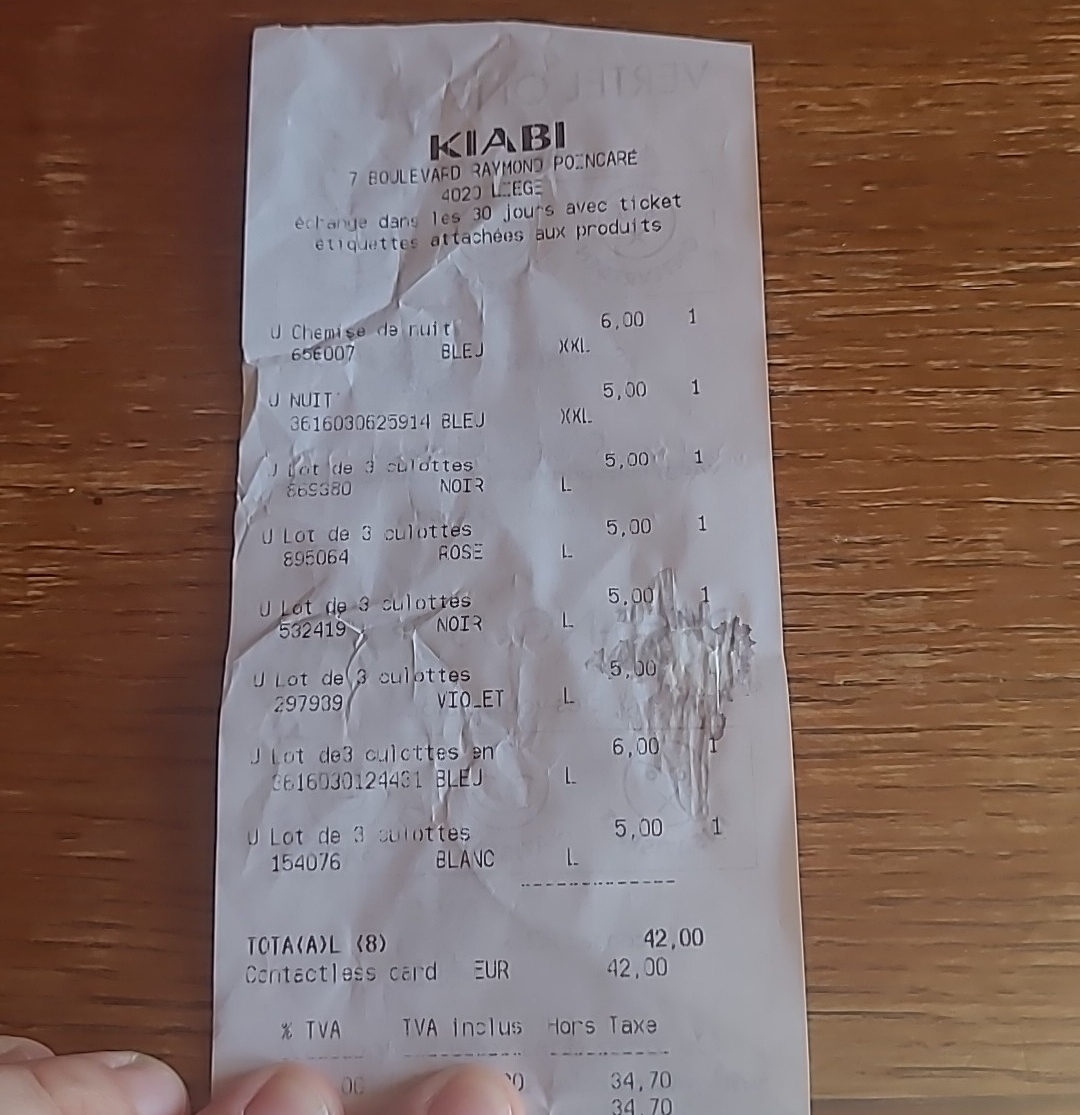 KIABI
7 BOULEVARD RAYMOND POINCARÉ
4020 LIEGE
échange dans les 30 jours avec ticket
étiquettes attachées aux produits
U Chemise de nuit 6,00 1
656007 BLEU XXL
U NUIT 5,00 1
3616030625914 BLEU XXL
U Lot de 3 culottes 5,00 1
869380 NOIR L
U Lot de 3 culottes 5,00 1
895064 ROSE L
U Lot de 3 culottes 5,00 1
532419 NOIR L
U Lot de 3 culottes 5,00
297939 VIOLET L
U Lot de3 culottes en 6,00 1
3616030124431 BLEU L
U Lot de 3 culottes 5,00 1
154076 BLANC L
TOTA(A)L (8) 42,00
Contactless card EUR 42,00
% TVA TVA inclus Hors Taxe
34,70
34,70